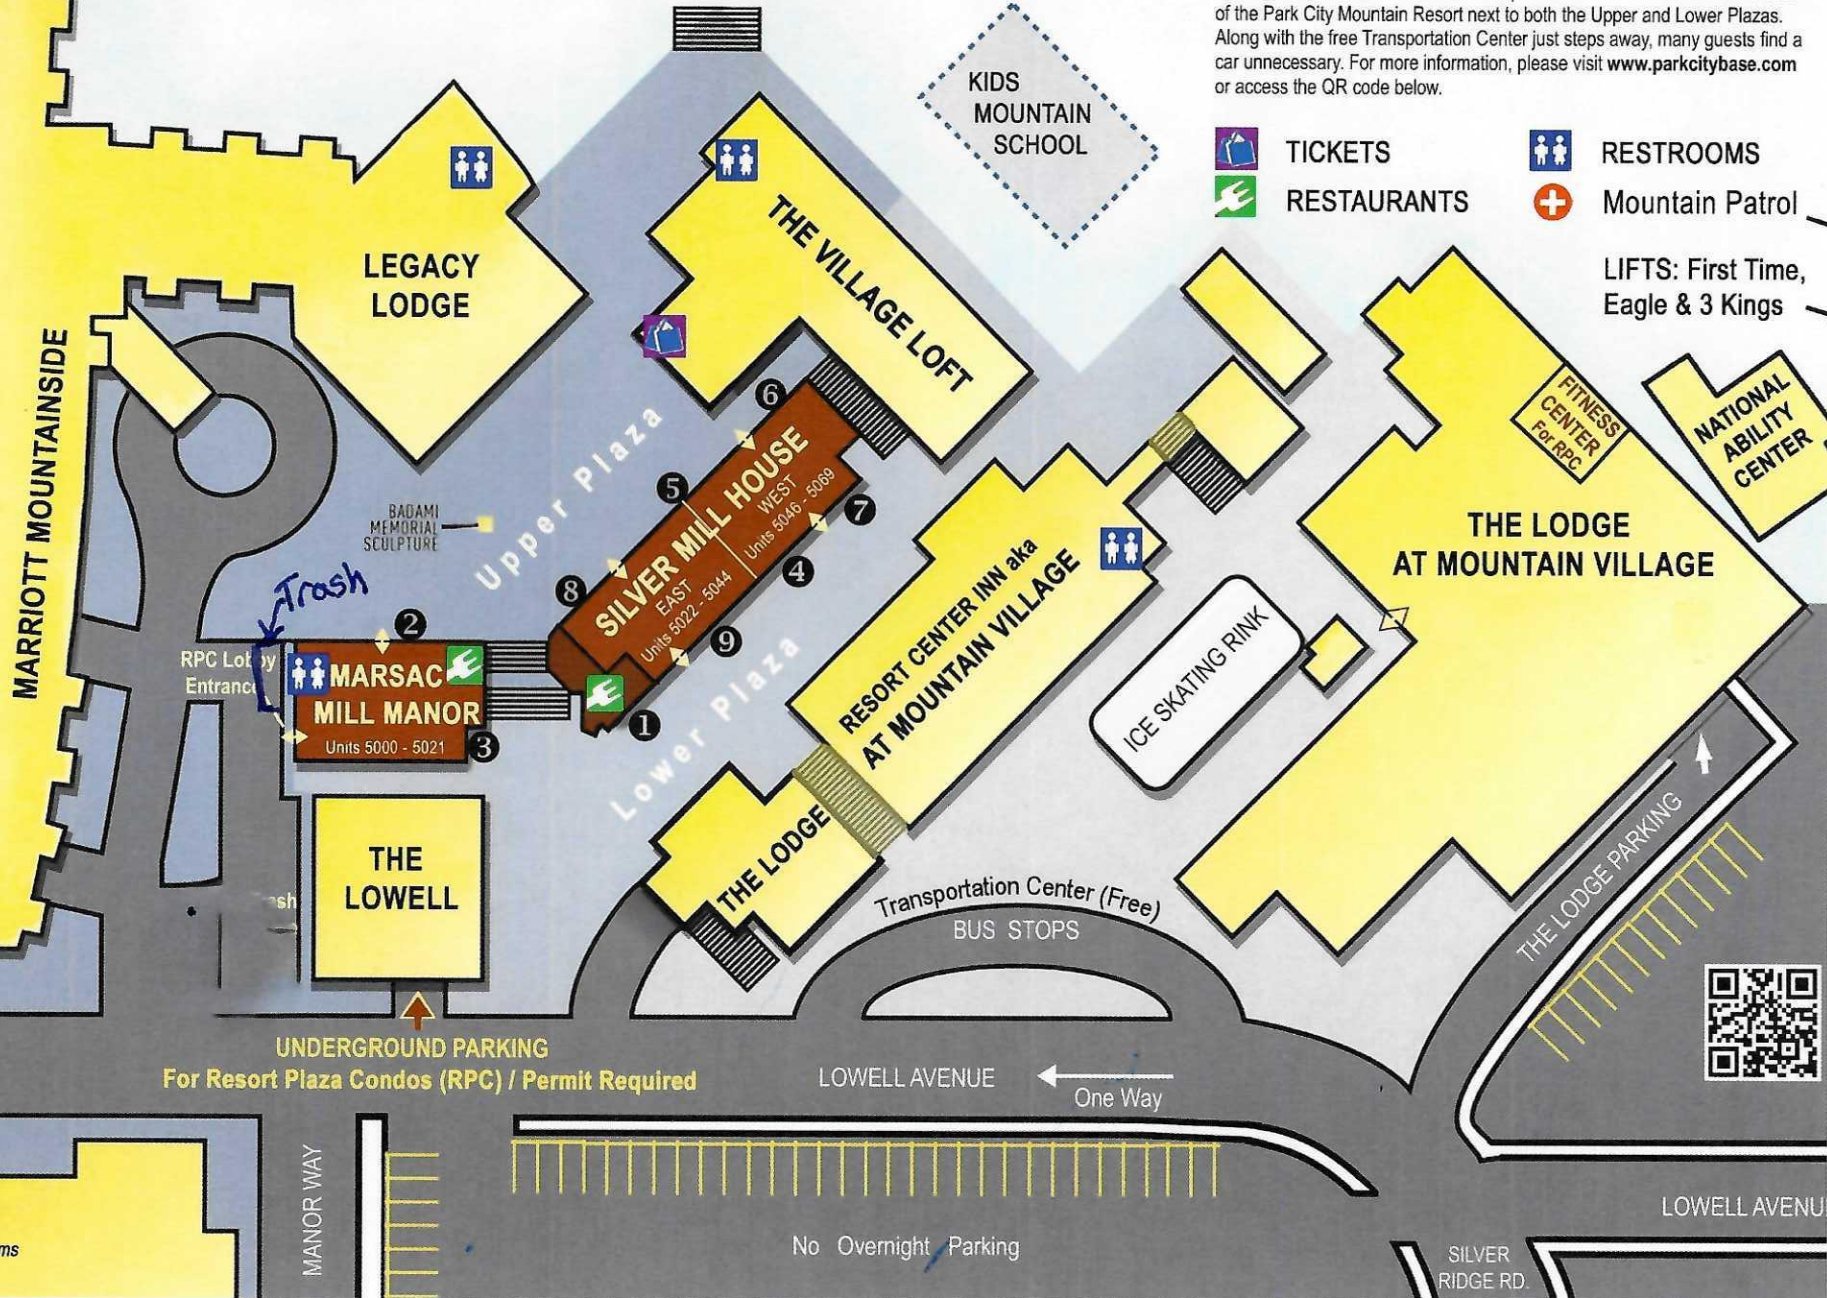 of the Park City Mountain Resort next to both the Upper and Lower Plazas.
Along with the free Transportation Center just steps away, many guests find a
car unnecessary. For more information, please visit www.parkcitybase.com
or access the QR code below.
KIDS
MOUNTAIN
SCHOOL
TICKETS
RESTROOMS
RESTAURANTS
Mountain Patrol
LIFTS: First Time,
Eagle & 3 Kings
LEGACY
LODGE
THE VILLAGE LOFT
MARRIOTT MOUNTAINSIDE
FITNESS
CENTER
For RPC
NATIONAL
ABILITY
CENTER
6
Upper Plaza
5
SILVER MILL HOUSE
WEST
Units 5046 - 5069
7
BADAMI
MEMORIAL
SCULPTURE
THE LODGE
AT MOUNTAIN VILLAGE
4
8
EAST
Units 5022 - 5044
9
RESORT CENTER INN aka
AT MOUNTAIN VILLAGE
Trash
2
RPC Lobby
Entrance
MARSAC
MILL MANOR
Units 5000 - 5021
3
1
Lower Plaza
ICE SKATING RINK
THE
LOWELL
THE LODGE
Transportation Center (Free)
BUS STOPS
THE LODGE PARKING
UNDERGROUND PARKING
For Resort Plaza Condos (RPC) / Permit Required
LOWELL AVENUE
One Way
MANOR WAY
No Overnight Parking
LOWELL AVENU
SILVER
RIDGE RD.